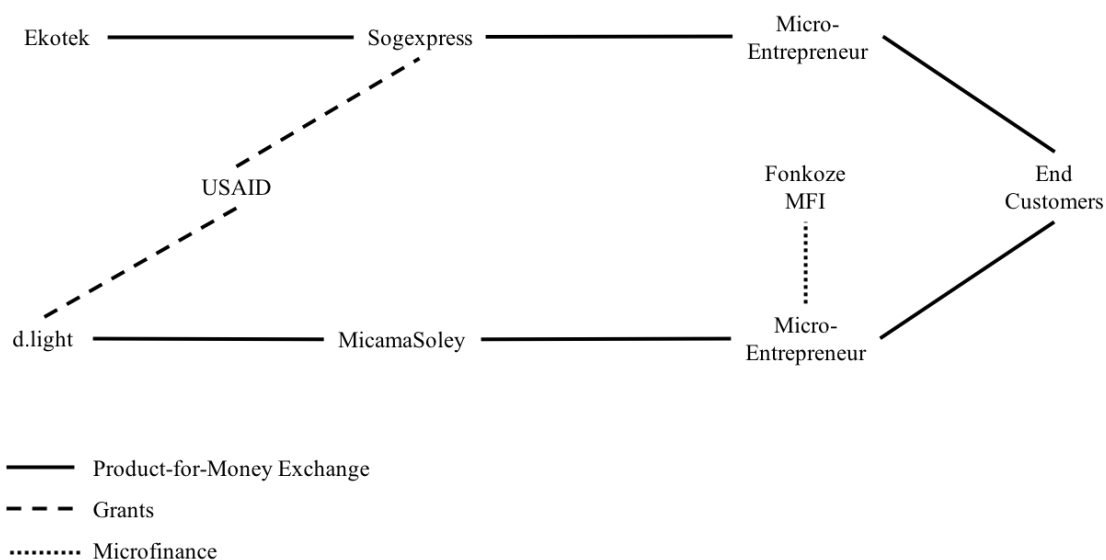 Ekotek
Sogexpress
Micro-
Entrepreneur
USAID
Fonkoze
MFI
End
Customers
d.light
MicamaSoley
Micro-
Entrepreneur
Product-for-Money Exchange
Grants
Microfinance